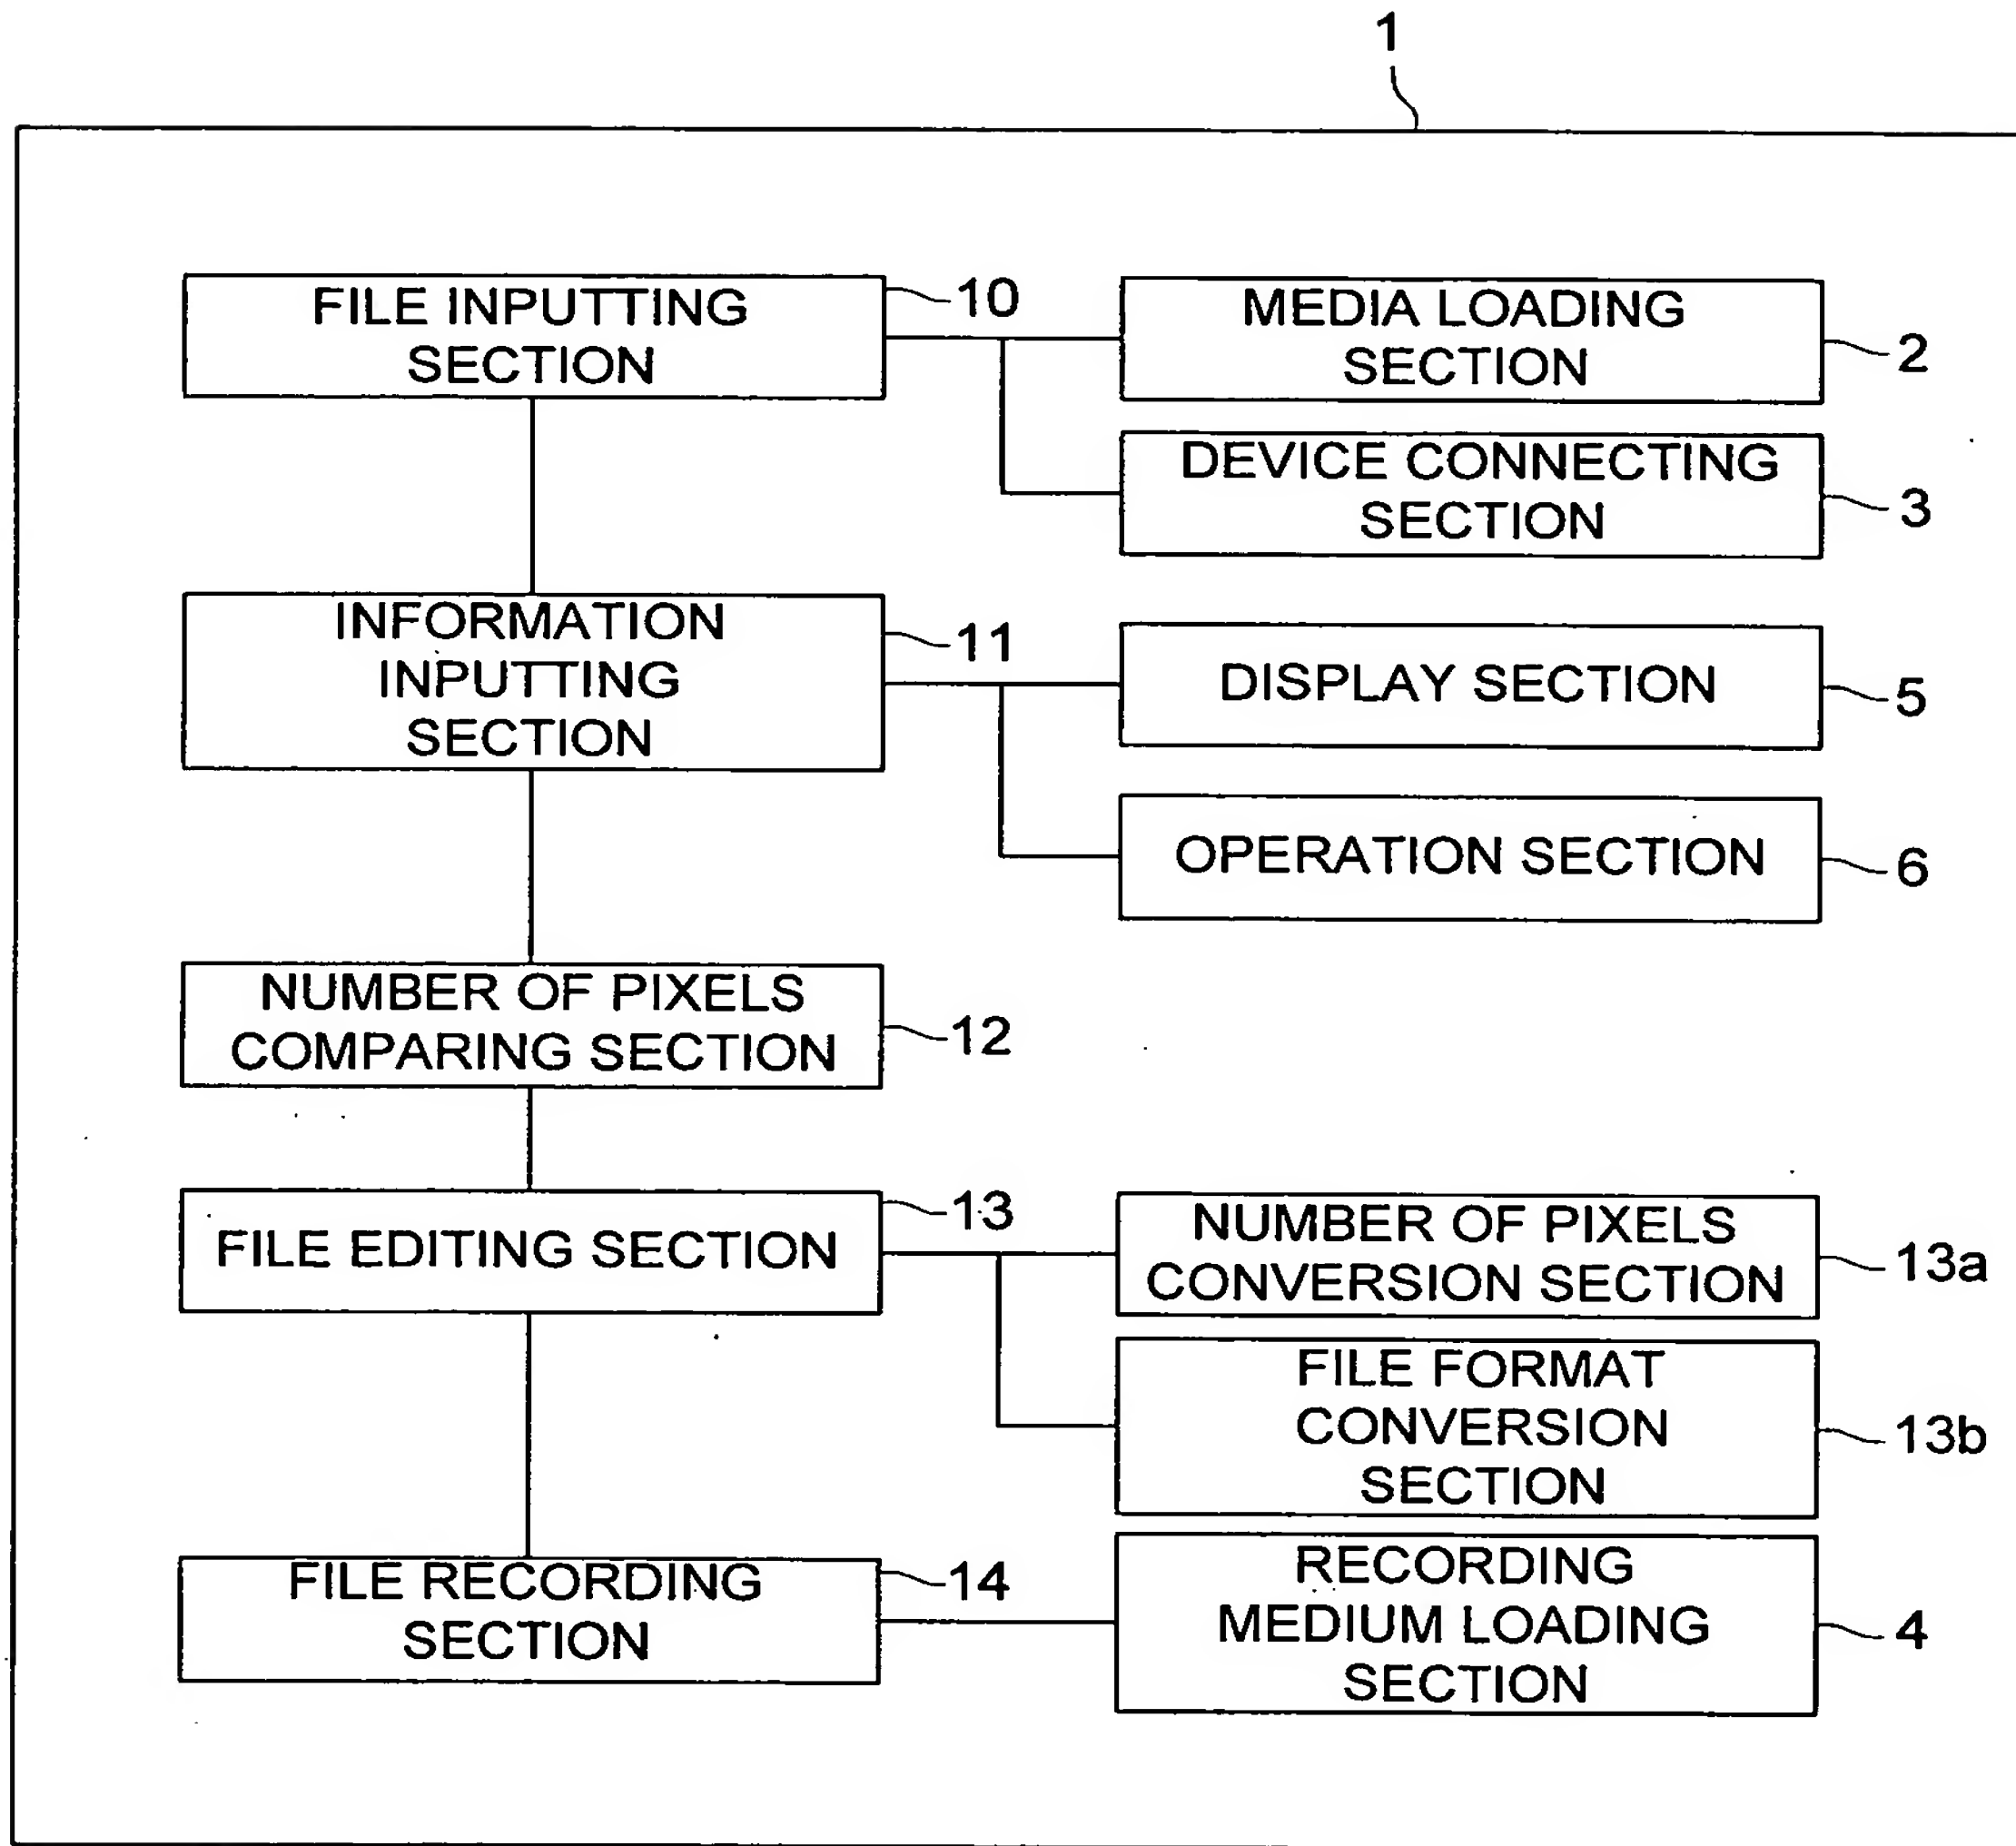 1
FILE INPUTTING
SECTION
10
MEDIA LOADING
SECTION
2
DEVICE CONNECTING
SECTION
3
INFORMATION
INPUTTING
SECTION
11
DISPLAY SECTION
5
OPERATION SECTION
6
NUMBER OF PIXELS
COMPARING SECTION
12
FILE EDITING SECTION
13
NUMBER OF PIXELS
CONVERSION SECTION
13a
FILE FORMAT
CONVERSION
SECTION
13b
FILE RECORDING
SECTION
14
RECORDING
MEDIUM LOADING
SECTION
4